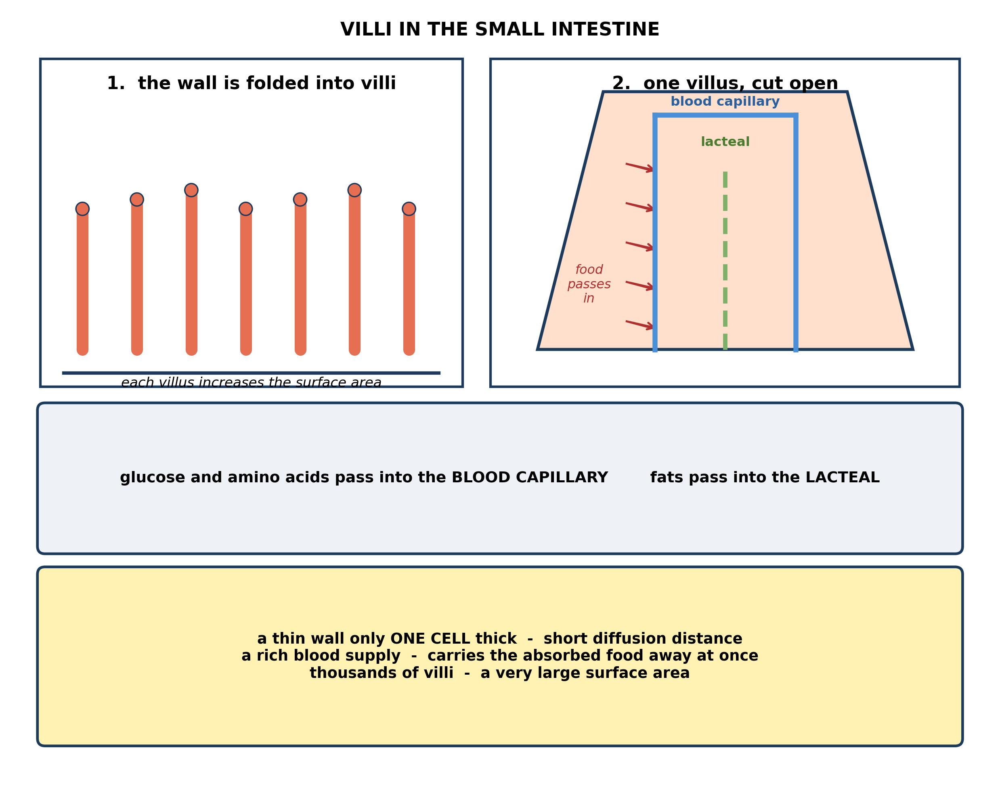 VILLI IN THE SMALL INTESTINE
1.  the wall is folded into villi
each villus increases the surface area
2.  one villus, cut open
blood capillary
lacteal
food
passes
in
glucose and amino acids pass into the BLOOD CAPILLARY        fats pass into the LACTEAL
a thin wall only ONE CELL thick  -  short diffusion distance
a rich blood supply  -  carries the absorbed food away at once
thousands of villi  -  a very large surface area